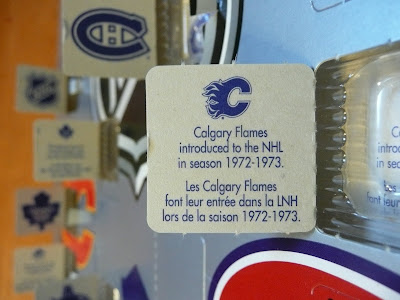 Calgary Flames
introduced to the NHL
in season 1972-1973.
Les Calgary Flames
font leur entrée dans la LNH
lors de la saison 1972-1973.